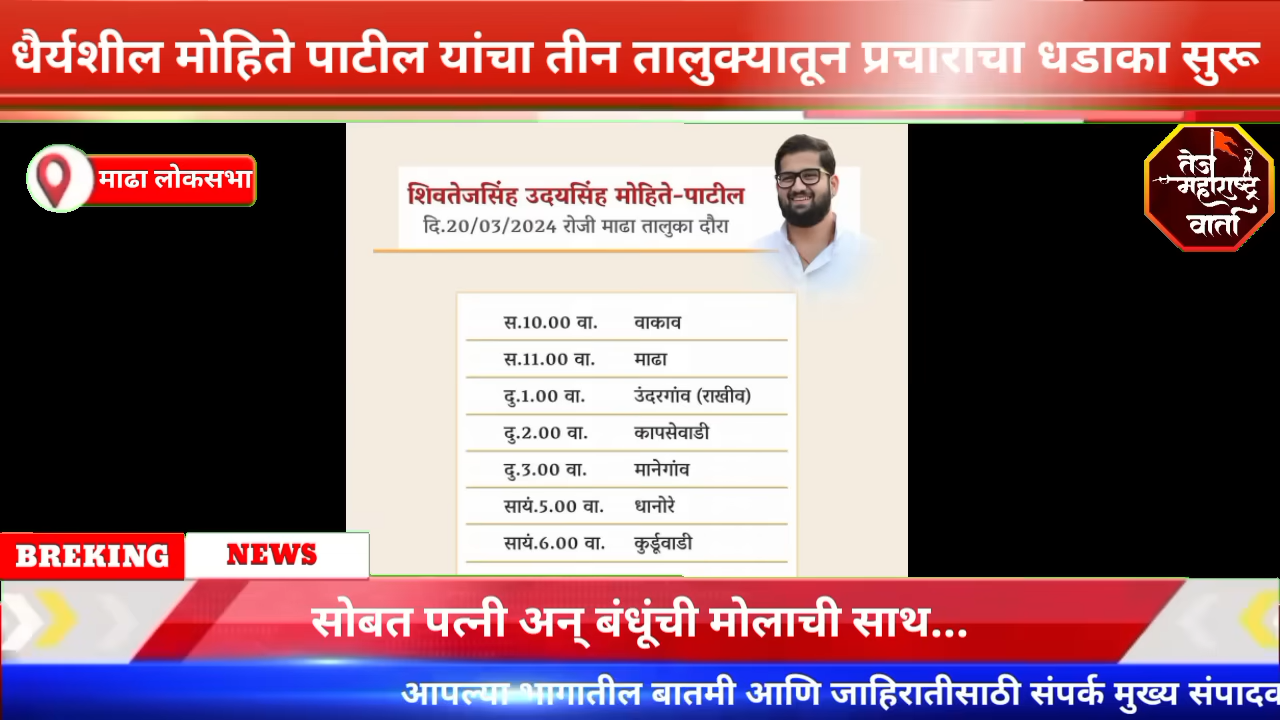 धैर्यशील मोहिते पाटील यांचा तीन तालुक्यातून प्रचाराचा धडाका सुरू
माढा लोकसभा
तेज
महाराष्ट्र
वार्ता
शिवतेजसिंह उदयसिंह मोहिते-पाटील
दि.20/03/2024 रोजी माढा तालुका दौरा
स.10.00 वा. वाकाव
स.11.00 वा. माढा
दु.1.00 वा. उंदरगांव (राखीव)
दु.2.00 वा. कापसेवाडी
दु.3.00 वा. मानेगांव
सायं.5.00 वा. धानोरे
सायं.6.00 वा. कुर्डूवाडी
BREKING NEWS
सोबत पत्नी अन् बंधूंची मोलाची साथ...
आपल्या भागातील बातमी आणि जाहिरातीसाठी संपर्क मुख्य